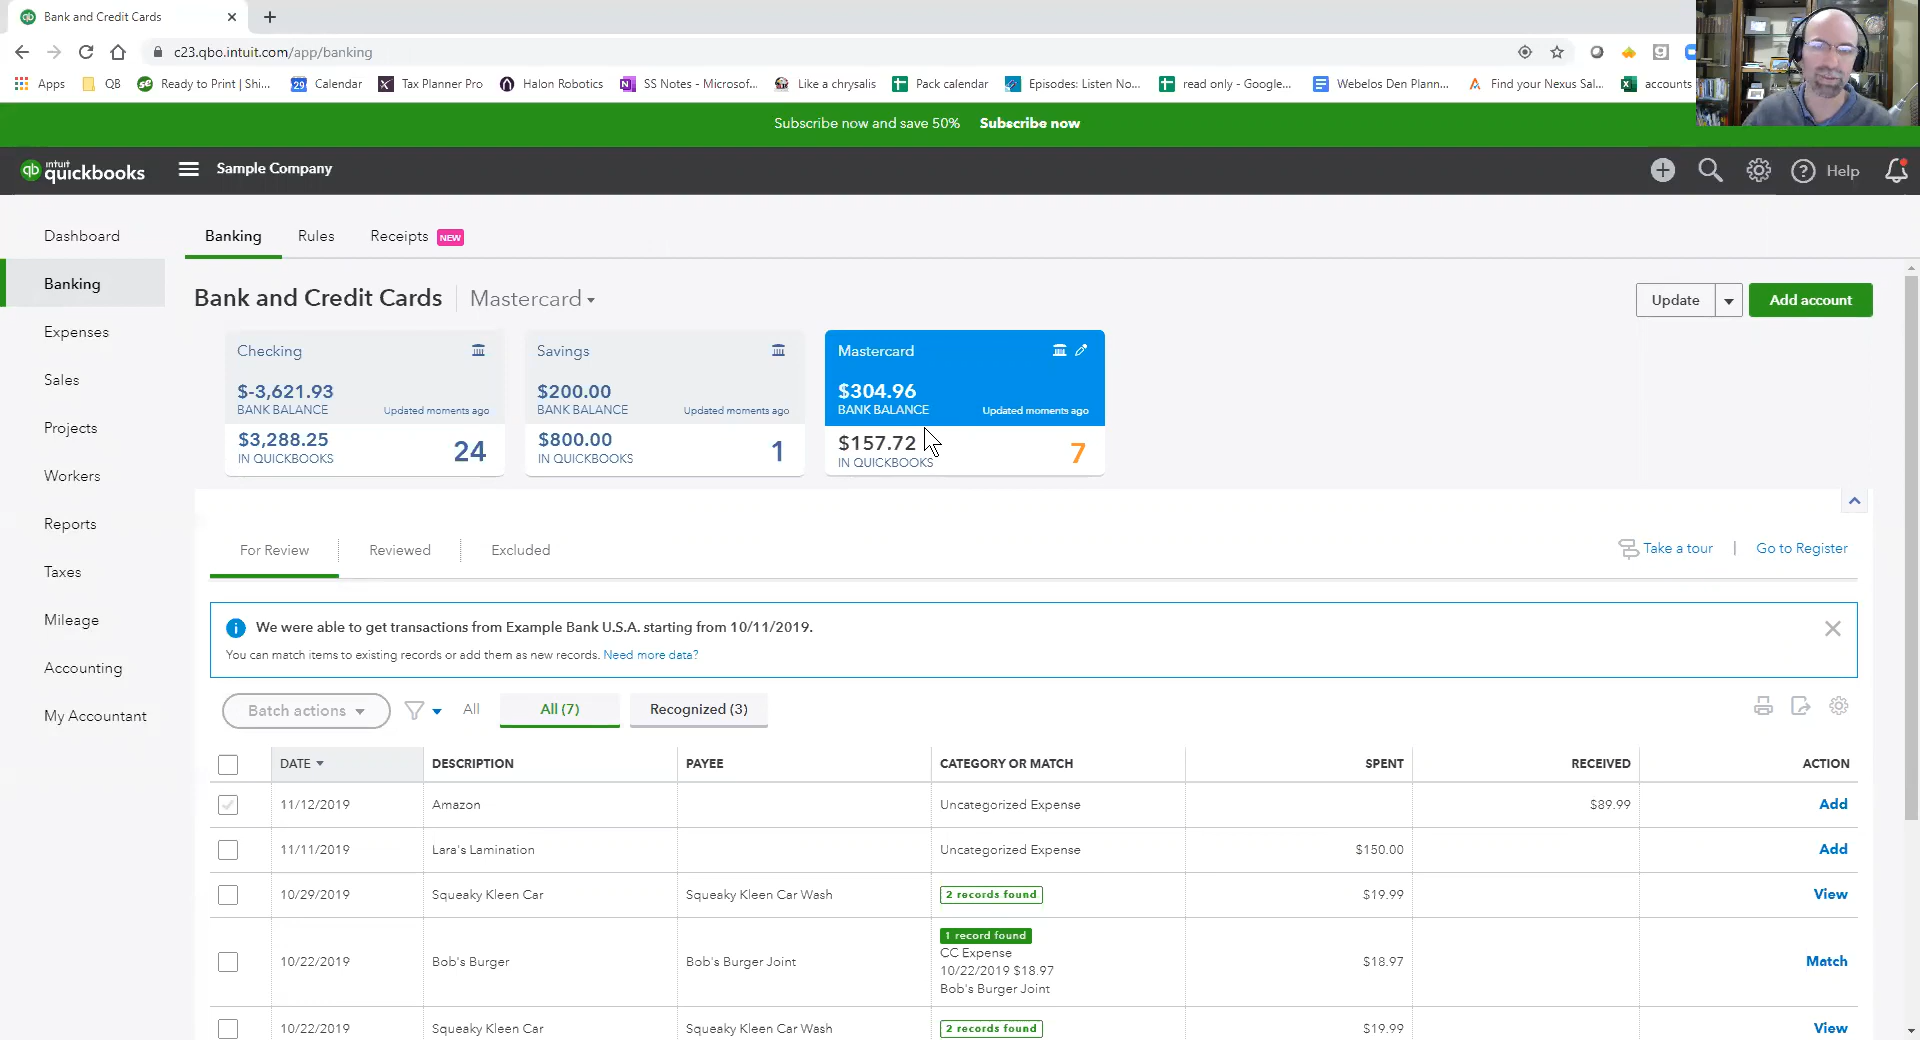 Bank and Credit Cards
c23.qbo.intuit.com/app/banking
Apps
QB
Ready to Print | Shi...
Calendar
Tax Planner Pro
Halon Robotics
SS Notes - Microsof...
Like a chrysalis
Pack calendar
Episodes: Listen No...
read only - Google...
Webelos Den Plann...
Find your Nexus Sal...
accounts
Subscribe now and save 50% Subscribe now
intuit
quickbooks
Sample Company
Help
Dashboard
Banking
Expenses
Sales
Projects
Workers
Reports
Taxes
Mileage
Accounting
My Accountant
Banking
Rules
Receipts NEW
Bank and Credit Cards
Mastercard
Update
Add account
Checking
$-3,621.93
BANK BALANCE
Updated moments ago
$3,288.25
IN QUICKBOOKS
24
Savings
$200.00
BANK BALANCE
Updated moments ago
$800.00
IN QUICKBOOKS
1
Mastercard
$304.96
BANK BALANCE
Updated moments ago
$157.72
IN QUICKBOOKS
7
For Review
Reviewed
Excluded
Take a tour | Go to Register
We were able to get transactions from Example Bank U.S.A. starting from 10/11/2019.
You can match items to existing records or add them as new records. Need more data?
Batch actions
All
All (7)
Recognized (3)
DATE DESCRIPTION PAYEE CATEGORY OR MATCH SPENT RECEIVED ACTION
11/12/2019 Amazon Uncategorized Expense $89.99 Add
11/11/2019 Lara's Lamination Uncategorized Expense $150.00 Add
10/29/2019 Squeaky Kleen Car Squeaky Kleen Car Wash 2 records found $19.99 View
10/22/2019 Bob's Burger Bob's Burger Joint 1 record found
CC Expense
10/22/2019 $18.97
Bob's Burger Joint
$18.97 Match
10/22/2019 Squeaky Kleen Car Squeaky Kleen Car Wash 2 records found $19.99 View